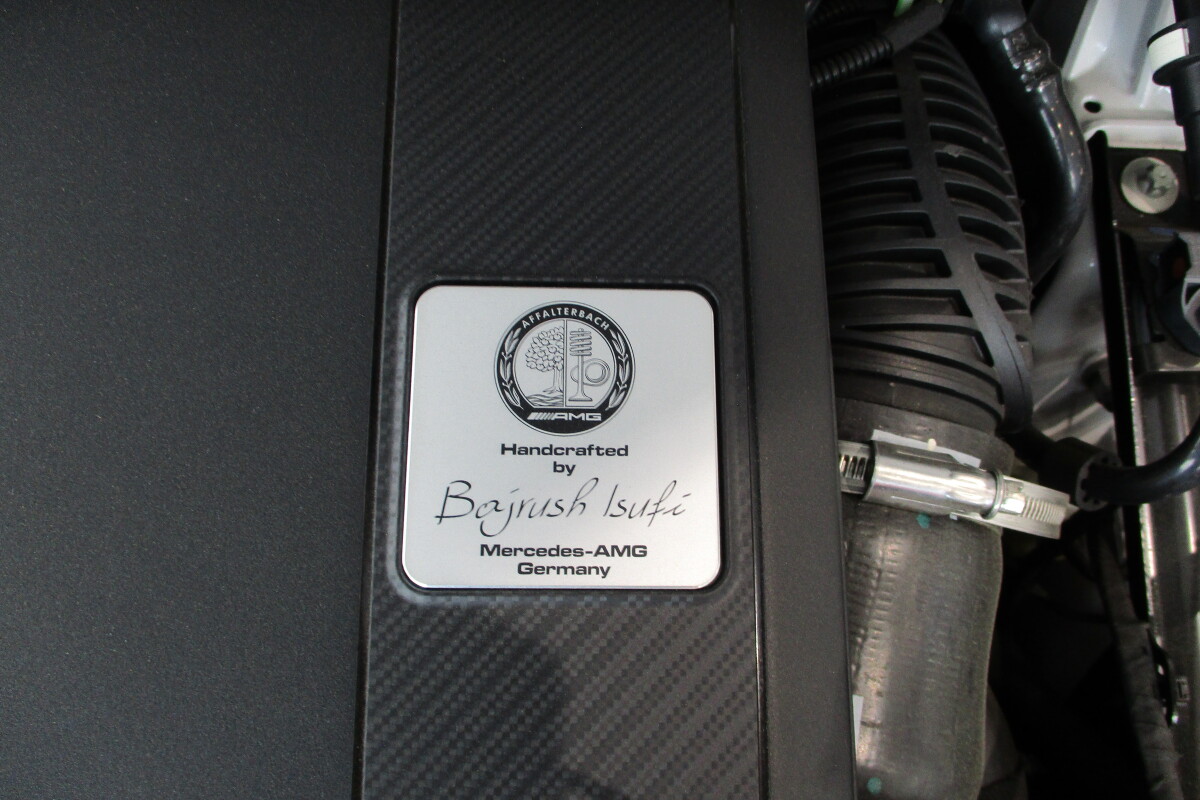 AFFALTERBACH
AMG
Handcrafted
by
Bajrush Isufi
Mercedes-AMG
Germany